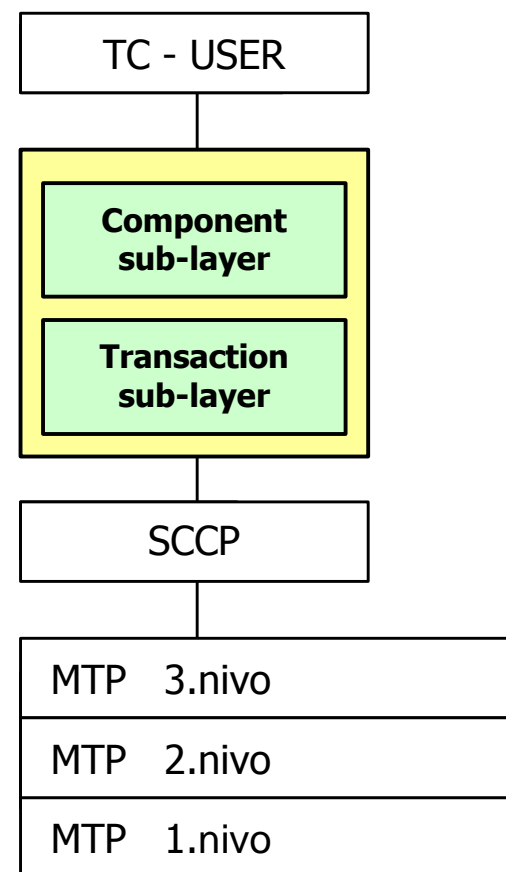 TC - USER
Component
sub-layer
Transaction
sub-layer
SCCP
MTP 3.nivo
MTP 2.nivo
MTP 1.nivo